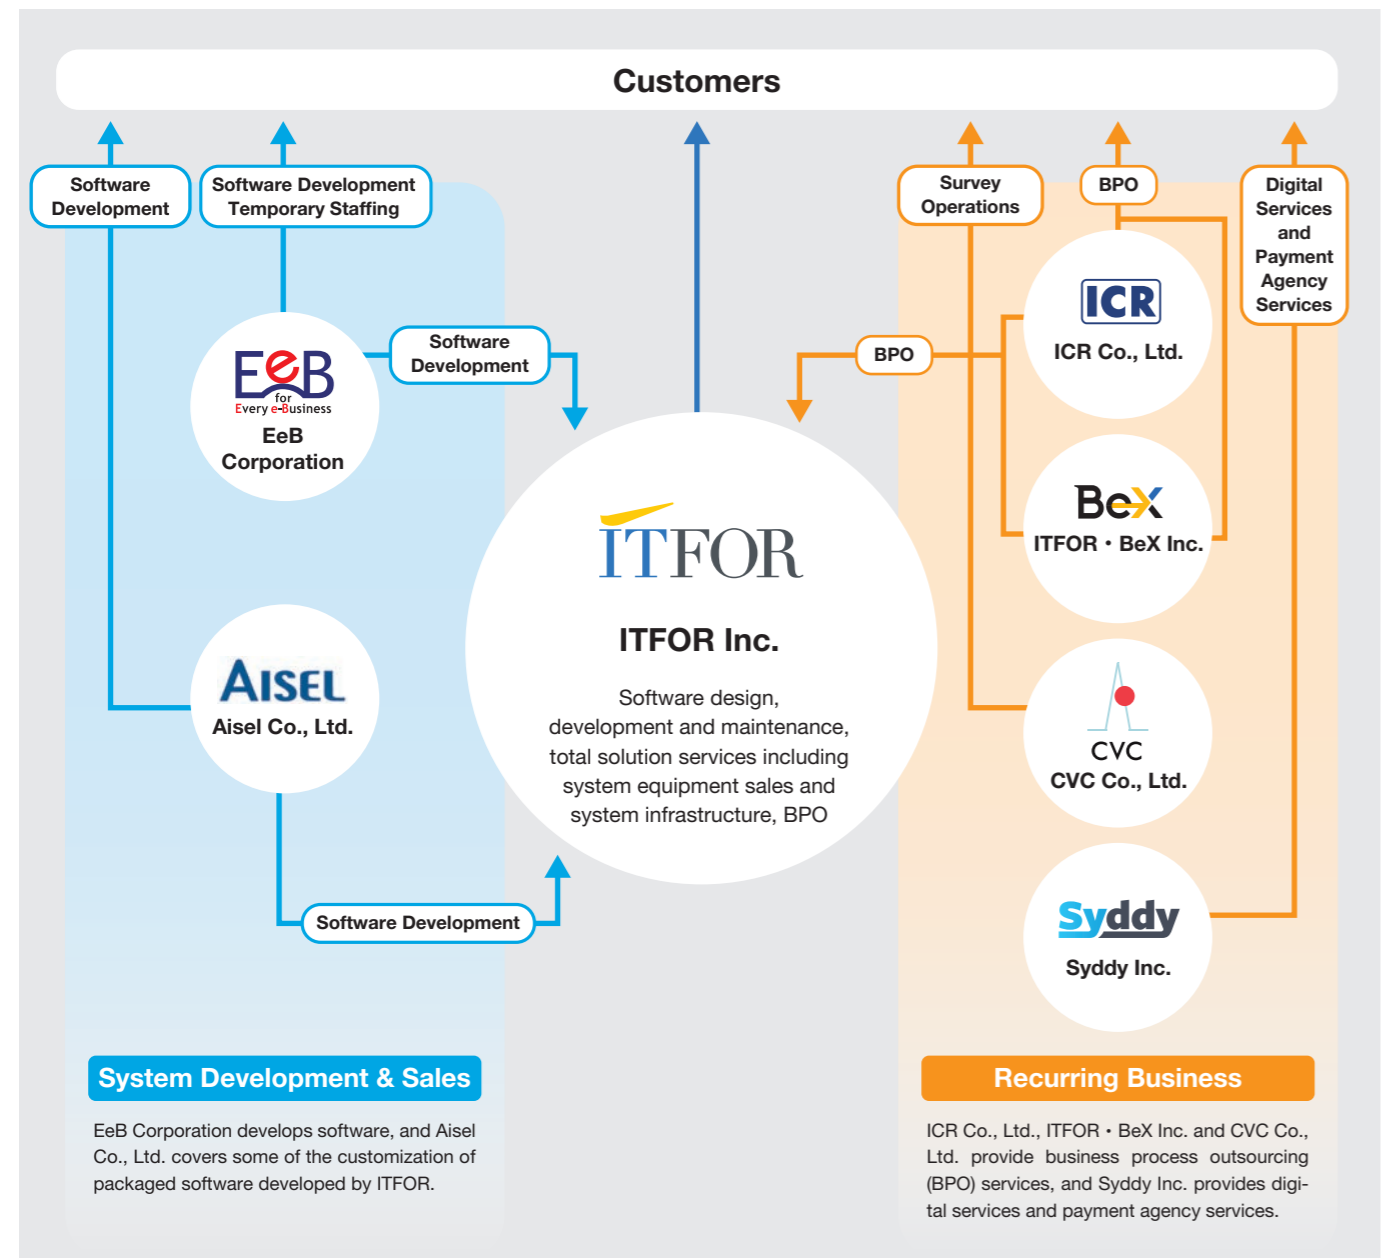 Customers
Software
Development
Software Development
Temporary Staffing
Survey
Operations
BPO
Digital
Services
and
Payment
Agency
Services
EeB
for
Every e-Business
EeB
Corporation
Software
Development
BPO
ICR
ICR Co., Ltd.
BeX
ITFOR・BeX Inc.
ITFOR
ITFOR Inc.
Software design,
development and maintenance,
total solution services including
system equipment sales and
system infrastructure, BPO
AISEL
Aisel Co., Ltd.
CVC
CVC Co., Ltd.
Software Development
Syddy
Syddy Inc.
System Development & Sales
EeB Corporation develops software, and Aisel
Co., Ltd. covers some of the customization of
packaged software developed by ITFOR.
Recurring Business
ICR Co., Ltd., ITFOR・BeX Inc. and CVC Co.,
Ltd. provide business process outsourcing
(BPO) services, and Syddy Inc. provides digi-
tal services and payment agency services.